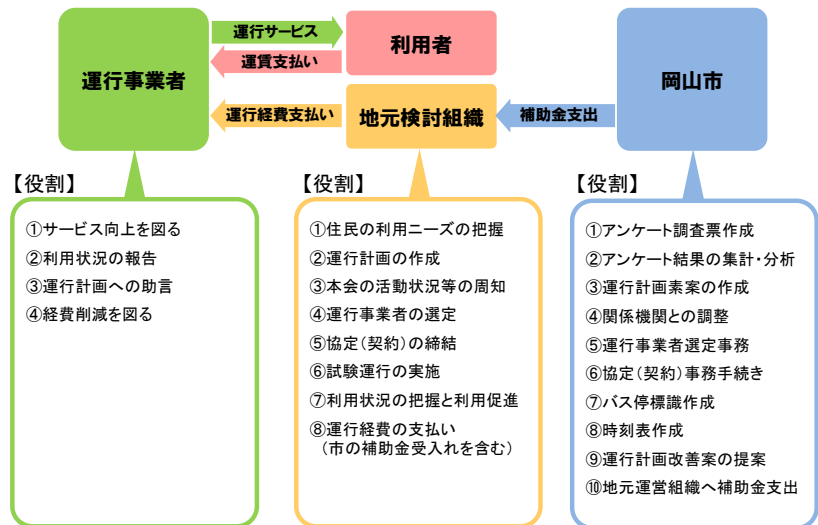 運行サービス
利用者
運行事業者
運賃支払い
岡山市
運行経費支払い
地元検討組織
補助金支出
【役割】
①サービス向上を図る
②利用状況の報告
③運行計画への助言
④経費削減を図る
【役割】
①住民の利用ニーズの把握
②運行計画の作成
③本会の活動状況等の周知
④運行事業者の選定
⑤協定(契約)の締結
⑥試験運行の実施
⑦利用状況の把握と利用促進
⑧運行経費の支払い
(市の補助金受入れを含む)
【役割】
①アンケート調査票作成
②アンケート結果の集計・分析
③運行計画素案の作成
④関係機関との調整
⑤運行事業者選定事務
⑥協定(契約)事務手続き
⑦バス停標識作成
⑧時刻表作成
⑨運行計画改善案の提案
⑩地元運営組織へ補助金支出